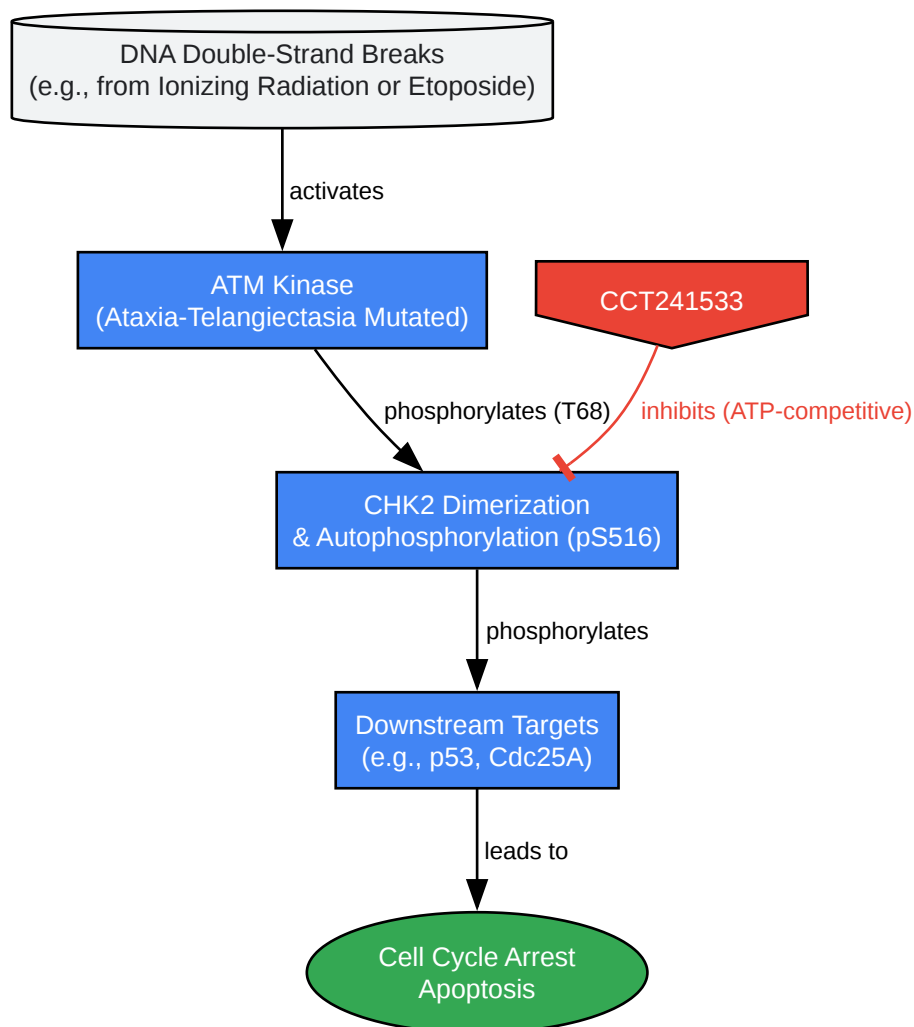 DNA Double-Strand Breaks
(e.g., from Ionizing Radiation or Etoposide)
activates
ATM Kinase
(Ataxia-Telangiectasia Mutated)
CCT241533
phosphorylates (T68)
inhibits (ATP-competitive)
CHK2 Dimerization
& Autophosphorylation (pS516)
phosphorylates
Downstream Targets
(e.g., p53, Cdc25A)
leads to
Cell Cycle Arrest
Apoptosis